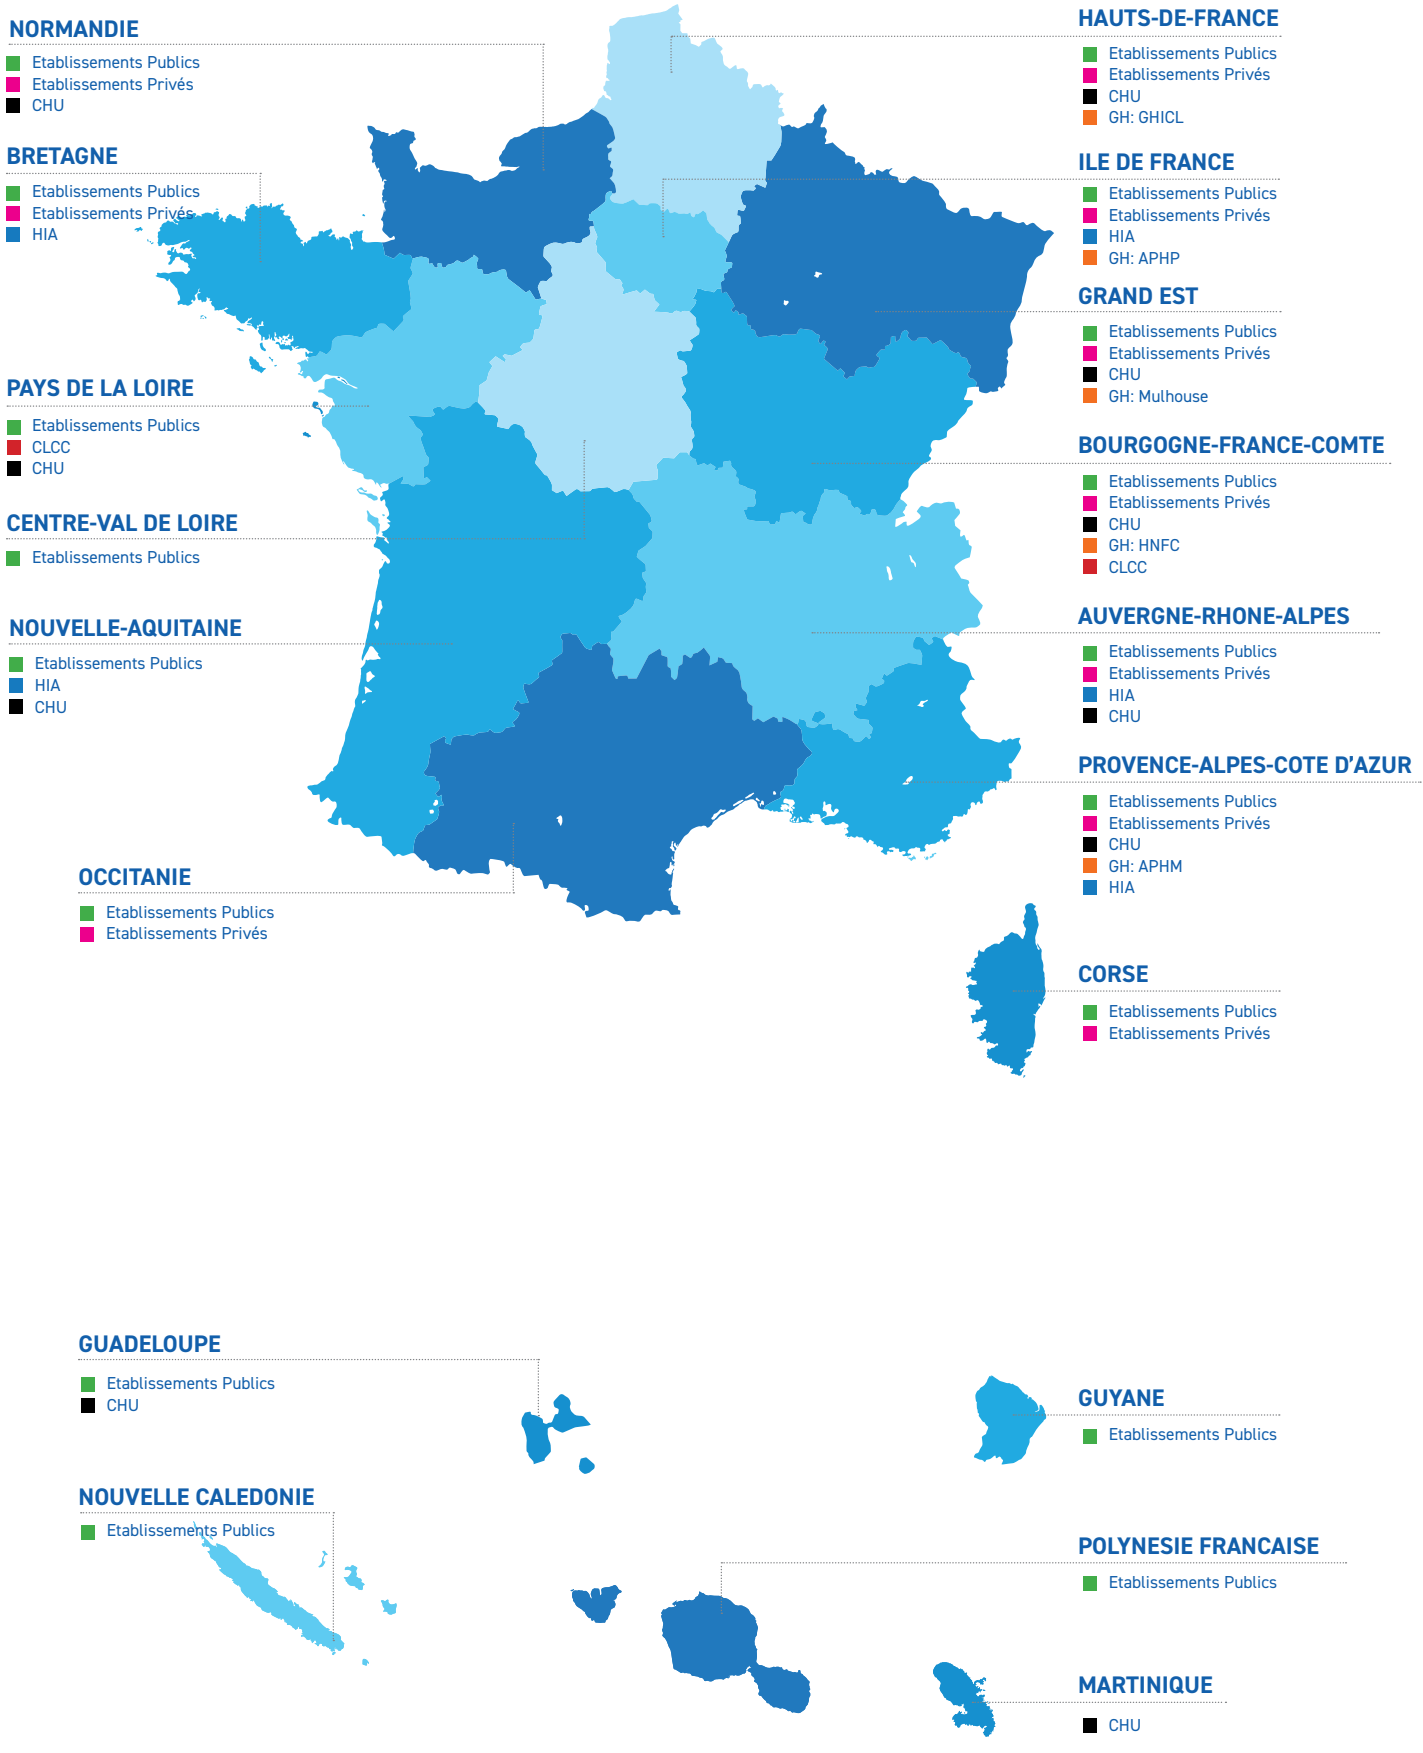 NORMANDIE
Etablissements Publics
Etablissements Privés
CHU
BRETAGNE
Etablissements Publics
Etablissements Privés
HIA
PAYS DE LA LOIRE
Etablissements Publics
CLCC
CHU
CENTRE-VAL DE LOIRE
Etablissements Publics
NOUVELLE-AQUITAINE
Etablissements Publics
HIA
CHU
OCCITANIE
Etablissements Publics
Etablissements Privés
HAUTS-DE-FRANCE
Etablissements Publics
Etablissements Privés
CHU
GH: GHICL
ILE DE FRANCE
Etablissements Publics
Etablissements Privés
HIA
GH: APHP
GRAND EST
Etablissements Publics
Etablissements Privés
CHU
GH: Mulhouse
BOURGOGNE-FRANCE-COMTE
Etablissements Publics
Etablissements Privés
CHU
GH: HNFC
CLCC
AUVERGNE-RHONE-ALPES
Etablissements Publics
Etablissements Privés
HIA
CHU
PROVENCE-ALPES-COTE D'AZUR
Etablissements Publics
Etablissements Privés
CHU
GH: APHM
HIA
CORSE
Etablissements Publics
Etablissements Privés
GUADELOUPE
Etablissements Publics
CHU
NOUVELLE CALEDONIE
Etablissements Publics
GUYANE
Etablissements Publics
POLYNESIE FRANCAISE
Etablissements Publics
MARTINIQUE
CHU